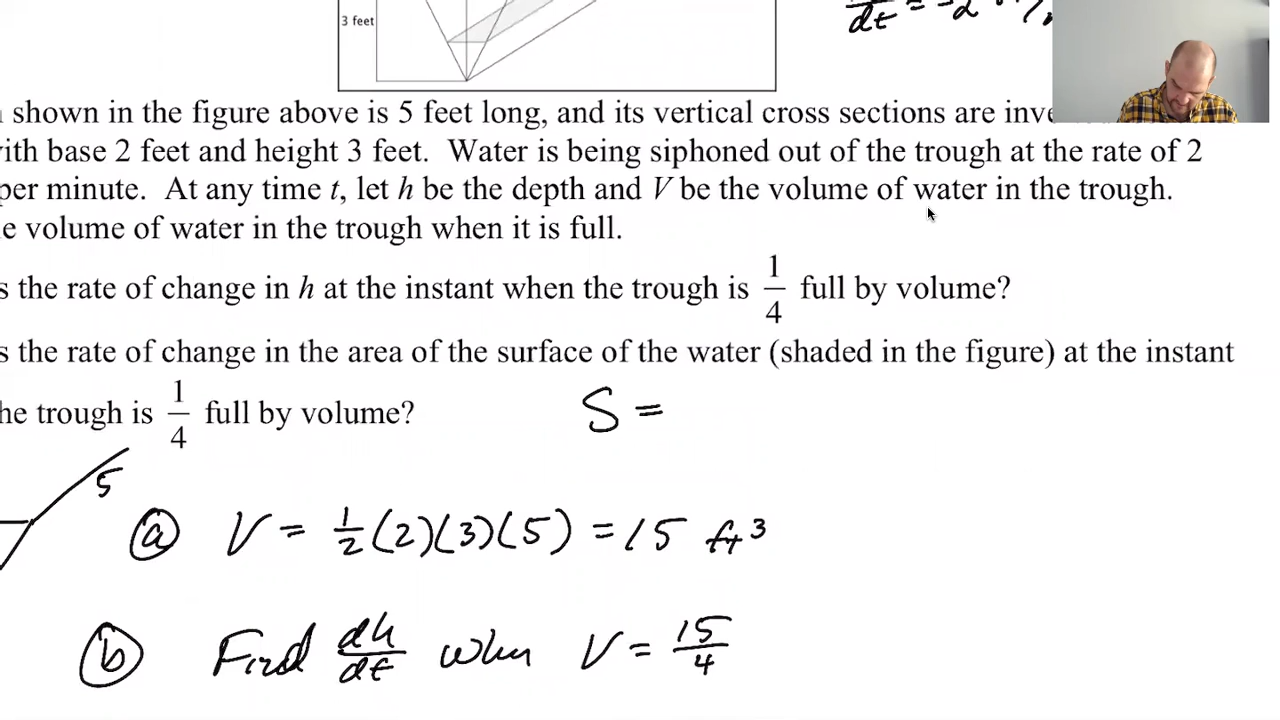 3 feet
shown in the figure above is 5 feet long, and its vertical cross sections are inve
ith base 2 feet and height 3 feet. Water is being siphoned out of the trough at the rate of 2
per minute. At any time t, let h be the depth and V be the volume of water in the trough.
e volume of water in the trough when it is full.
s the rate of change in h at the instant when the trough is 1/4 full by volume?
s the rate of change in the area of the surface of the water (shaded in the figure) at the instant
he trough is 1/4 full by volume?
S =
5
(a) V = 1/2 (2)(3)(5) = 15 ft³
(b) Find dh/dt when V = 15/4